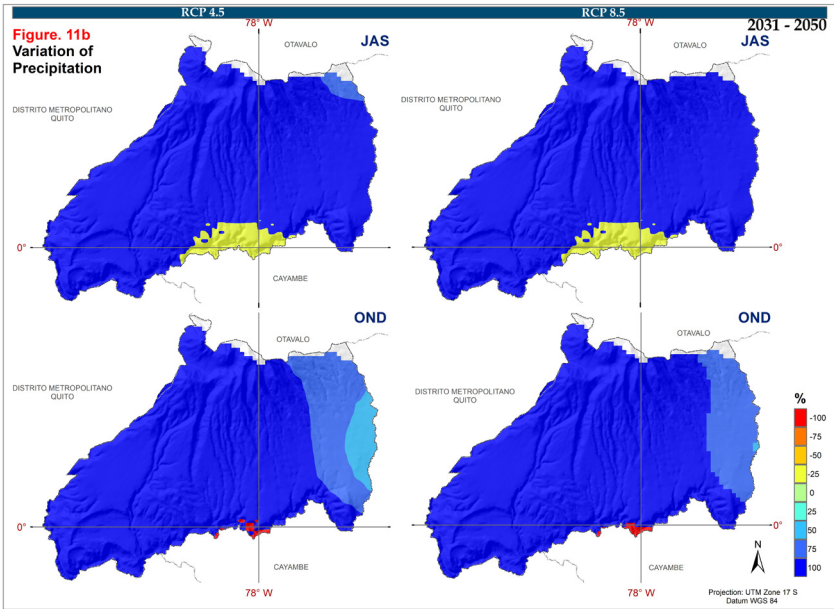 RCP 4.5
RCP 8.5
Figure. 11b
Variation of
Precipitation
2031 - 2050
78° W
78° W
JAS
JAS
OTAVALO
OTAVALO
DISTRITO METROPOLITANO
QUITO
DISTRITO METROPOLITANO
QUITO
0°
0°
CAYAMBE
CAYAMBE
OND
OND
OTAVALO
OTAVALO
DISTRITO METROPOLITANO
QUITO
DISTRITO METROPOLITANO
QUITO
%
-100
-75
-50
-25
0
25
50
75
100
0°
0°
CAYAMBE
CAYAMBE
N
78° W
78° W
Projection: UTM Zone 17 S
Datum WGS 84